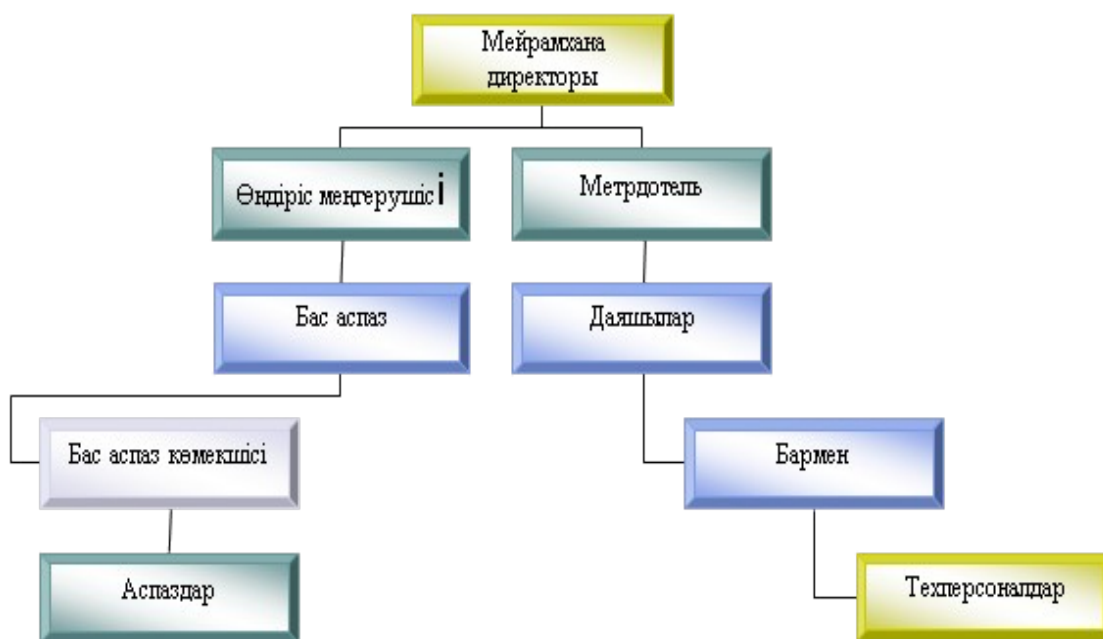 Мейрамхана
директоры
Өндіріс меңгерушісі
Метрдотель
Бас аспаз
Даяшылар
Бас аспаз көмекшісі
Бармен
Аспаздар
Техперсоналдар